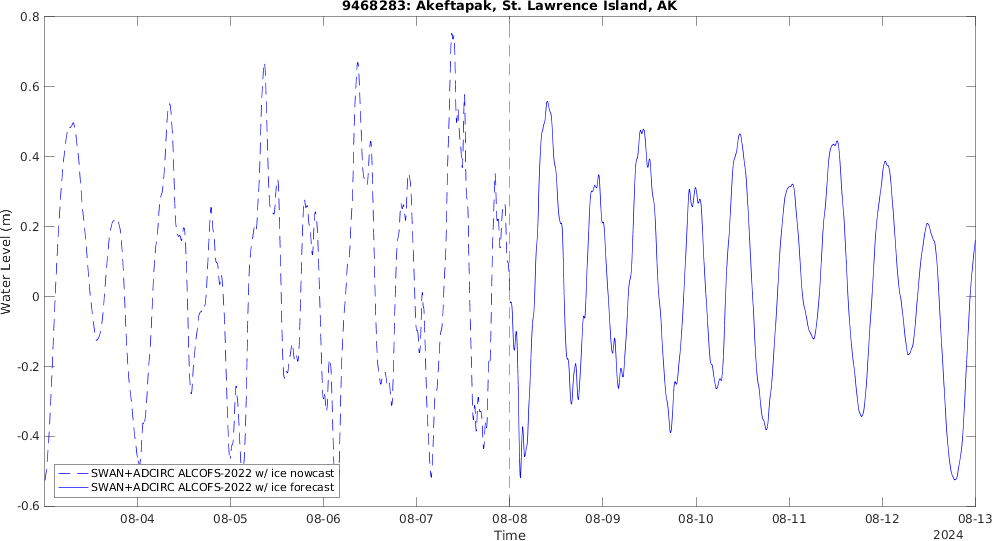 9468283: Akeftapak, St. Lawrence Island, AK
0.8
0.6
0.4
0.2
0
-0.2
-0.4
-0.6
Water Level (m)
SWAN+ADCIRC ALCOFS-2022 w/ ice nowcast
SWAN+ADCIRC ALCOFS-2022 w/ ice forecast
08-04 08-05 08-06 08-07 08-08 08-09 08-10 08-11 08-12 08-13
Time
2024